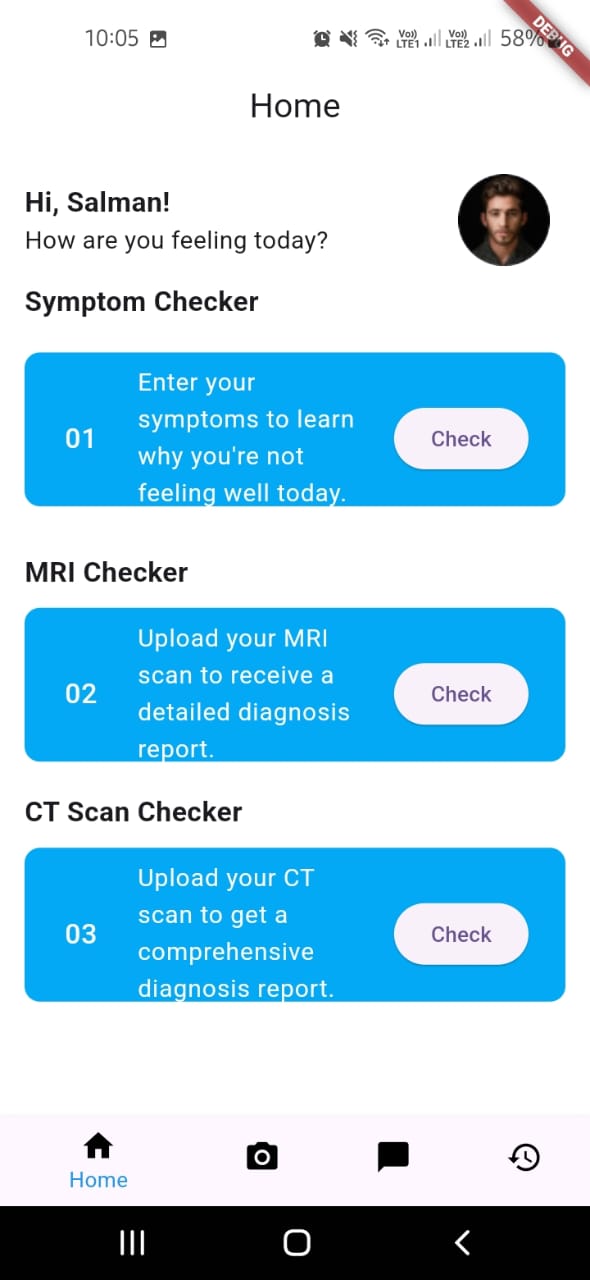 10:05
Vo)) LTE1 Vo)) LTE2 58%
DEBUG
Home
Hi, Salman!
How are you feeling today?
Symptom Checker
01
Enter your
symptoms to learn
why you're not
feeling well today.
Check
MRI Checker
02
Upload your MRI
scan to receive a
detailed diagnosis
report.
Check
CT Scan Checker
03
Upload your CT
scan to get a
comprehensive
diagnosis report.
Check
Home